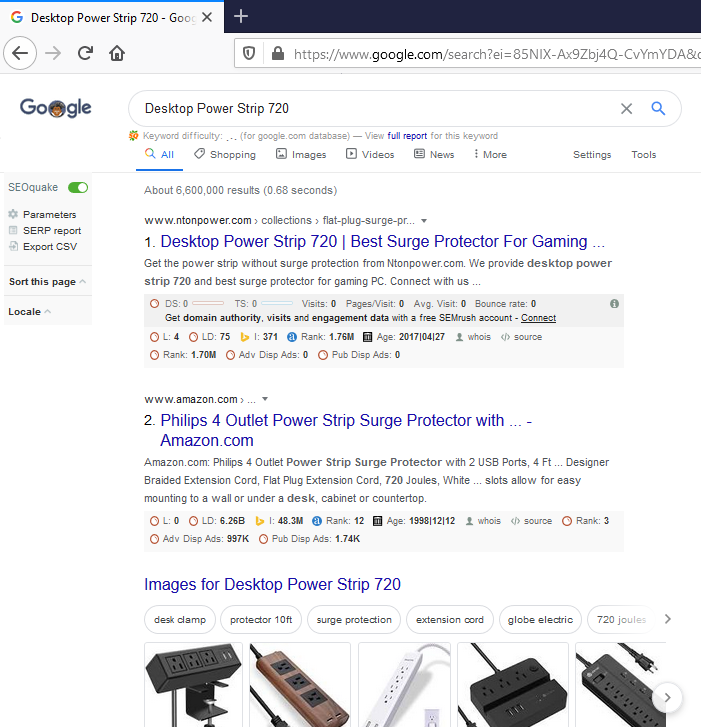 Desktop Power Strip 720 - Goog
https://www.google.com/search?ei=85NIX-Ax9Zbj4Q-CvYmYDA&
Google
Desktop Power Strip 720
Keyword difficulty: ... (for google.com database) — View full report for this keyword
All Shopping Images Videos News More Settings Tools
SEOquake
Parameters
SERP report
Export CSV
Sort this page
Locale
About 6,600,000 results (0.68 seconds)
www.ntonpower.com › collections › flat-plug-surge-pr...
1. Desktop Power Strip 720 | Best Surge Protector For Gaming ...
Get the power strip without surge protection from Ntonpower.com. We provide desktop power
strip 720 and best surge protector for gaming PC. Connect with us ...
DS: 0 TS: 0 Visits: 0 Pages/Visit: 0 Avg. Visit: 0 Bounce rate: 0
Get domain authority, visits and engagement data with a free SEMrush account - Connect
L: 4 LD: 75 I: 371 Rank: 1.76M Age: 2017|04|27 whois source
Rank: 1.70M Adv Disp Ads: 0 Pub Disp Ads: 0
www.amazon.com › ...
2. Philips 4 Outlet Power Strip Surge Protector with ... -
Amazon.com
Amazon.com: Philips 4 Outlet Power Strip Surge Protector with 2 USB Ports, 4 Ft ... Designer
Braided Extension Cord, Flat Plug Extension Cord, 720 Joules, White ... slots allow for easy
mounting to a wall or under a desk, cabinet or countertop.
L: 0 LD: 6.26B I: 48.3M Rank: 12 Age: 1998|12|12 whois source Rank: 3
Adv Disp Ads: 997K Pub Disp Ads: 1.74K
Images for Desktop Power Strip 720
desk clamp protector 10ft surge protection extension cord globe electric 720 joules